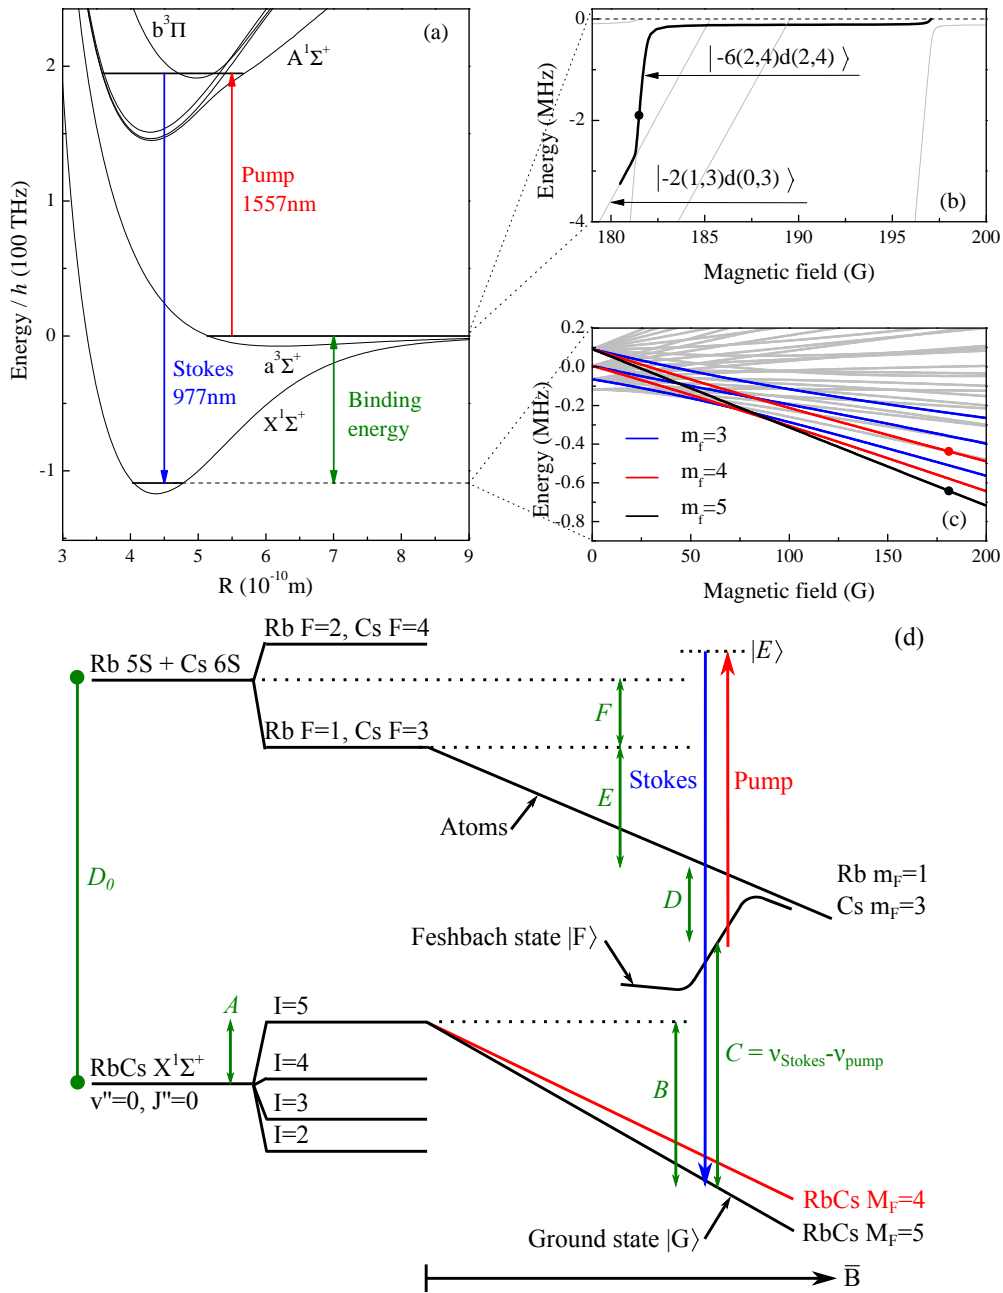 (a)
b³Π
A¹Σ⁺
Pump
1557nm
Stokes
977nm
a³Σ⁺
X¹Σ⁺
Binding
energy
2
1
0
-1
Energy / h (100 THz)
3 4 5 6 7 8 9
R (10⁻¹⁰m)
0
-2
-4
Energy (MHz)
|-6(2,4)d(2,4) ⟩
|-2(1,3)d(0,3) ⟩
(b)
180 185 190 195 200
Magnetic field (G)
0.2
0.0
-0.2
-0.4
-0.6
-0.8
Energy (MHz)
m_f=3
m_f=4
m_f=5
(c)
0 50 100 150 200
Magnetic field (G)
(d)
Rb F=2, Cs F=4
Rb 5S + Cs 6S
|E⟩
F
Rb F=1, Cs F=3
Stokes
Pump
E
Atoms
D₀
Rb m_F=1
Cs m_F=3
D
Feshbach state |F⟩
A
I=5
RbCs X¹Σ⁺
v"=0, J"=0
I=4
I=3
I=2
C = ν_Stokes-ν_pump
B
RbCs M_F=4
RbCs M_F=5
Ground state |G⟩
B̅